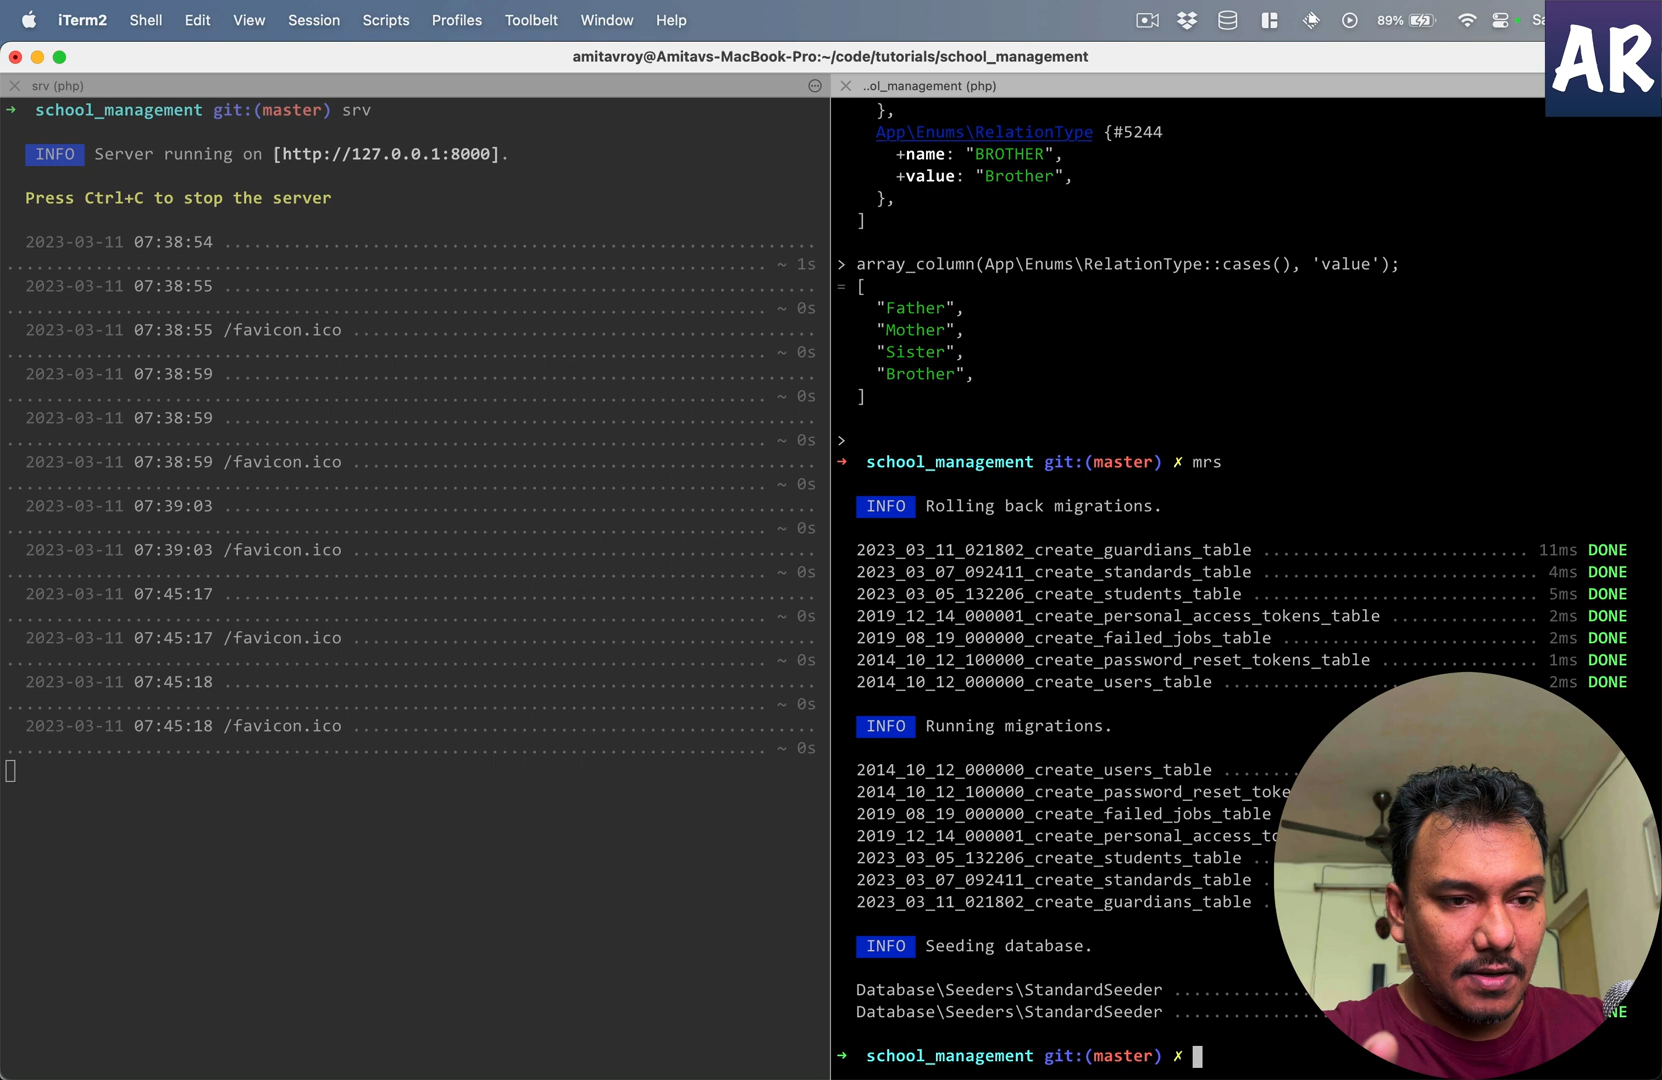 iTerm2 Shell Edit View Session Scripts Profiles Toolbelt Window Help 89%
AR
amitavroy@Amitavs-MacBook-Pro:~/code/tutorials/school_management
srv (php)
➜ school_management git:(master) srv
INFO Server running on [http://127.0.0.1:8000].
Press Ctrl+C to stop the server
2023-03-11 07:38:54 ............................................................
............................................................................. ~ 1s
2023-03-11 07:38:55 ............................................................
............................................................................. ~ 0s
2023-03-11 07:38:55 /favicon.ico ...............................................
............................................................................. ~ 0s
2023-03-11 07:38:59 ............................................................
............................................................................. ~ 0s
2023-03-11 07:38:59 ............................................................
............................................................................. ~ 0s
2023-03-11 07:38:59 /favicon.ico ...............................................
............................................................................. ~ 0s
2023-03-11 07:39:03 ............................................................
............................................................................. ~ 0s
2023-03-11 07:39:03 /favicon.ico ...............................................
............................................................................. ~ 0s
2023-03-11 07:45:17 ............................................................
............................................................................. ~ 0s
2023-03-11 07:45:17 /favicon.ico ...............................................
............................................................................. ~ 0s
2023-03-11 07:45:18 ............................................................
............................................................................. ~ 0s
2023-03-11 07:45:18 /favicon.ico ...............................................
............................................................................. ~ 0s
..ol_management (php)
},
App\Enums\RelationType {#5244
+name: "BROTHER",
+value: "Brother",
},
]
> array_column(App\Enums\RelationType::cases(), 'value');
= [
"Father",
"Mother",
"Sister",
"Brother",
]
>
➜ school_management git:(master) ✗ mrs
INFO Rolling back migrations.
2023_03_11_021802_create_guardians_table ........................... 11ms DONE
2023_03_07_092411_create_standards_table ............................ 4ms DONE
2023_03_05_132206_create_students_table ............................. 5ms DONE
2019_12_14_000001_create_personal_access_tokens_table ............... 2ms DONE
2019_08_19_000000_create_failed_jobs_table .......................... 2ms DONE
2014_10_12_100000_create_password_reset_tokens_table ................ 1ms DONE
2014_10_12_000000_create_users_table ................ 2ms DONE
INFO Running migrations.
2014_10_12_000000_create_users_table ........
2014_10_12_100000_create_password_reset_toke
2019_08_19_000000_create_failed_jobs_table
2019_12_14_000001_create_personal_access_to
2023_03_05_132206_create_students_table ..
2023_03_07_092411_create_standards_table .
2023_03_11_021802_create_guardians_table .
INFO Seeding database.
Database\Seeders\StandardSeeder ..............
Database\Seeders\StandardSeeder ................ NE
➜ school_management git:(master) ✗